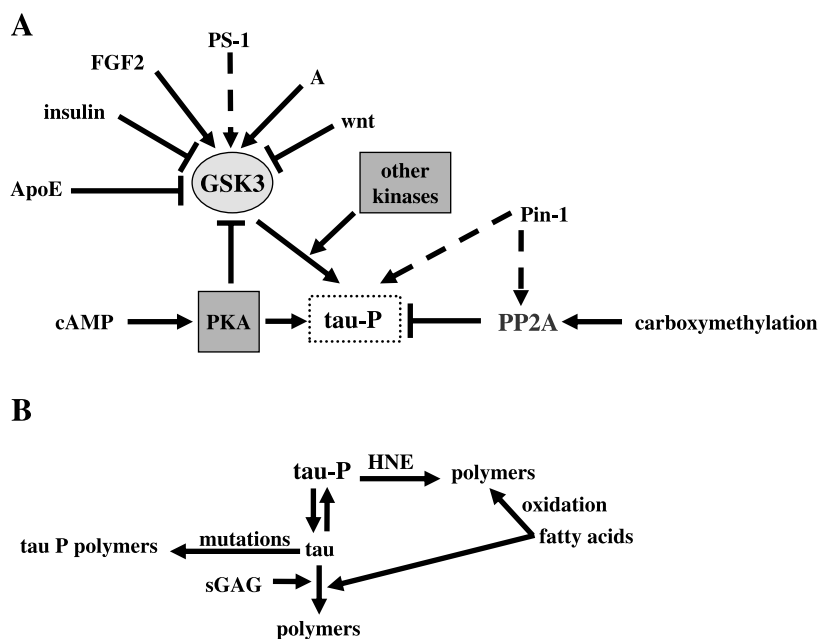 A
PS-1
FGF2
A
insulin
wnt
ApoE
GSK3
other
kinases
Pin-1
cAMP
PKA
tau-P
PP2A
carboxymethylation
B
tau-P
HNE
polymers
oxidation
fatty acids
tau P polymers
mutations
tau
sGAG
polymers